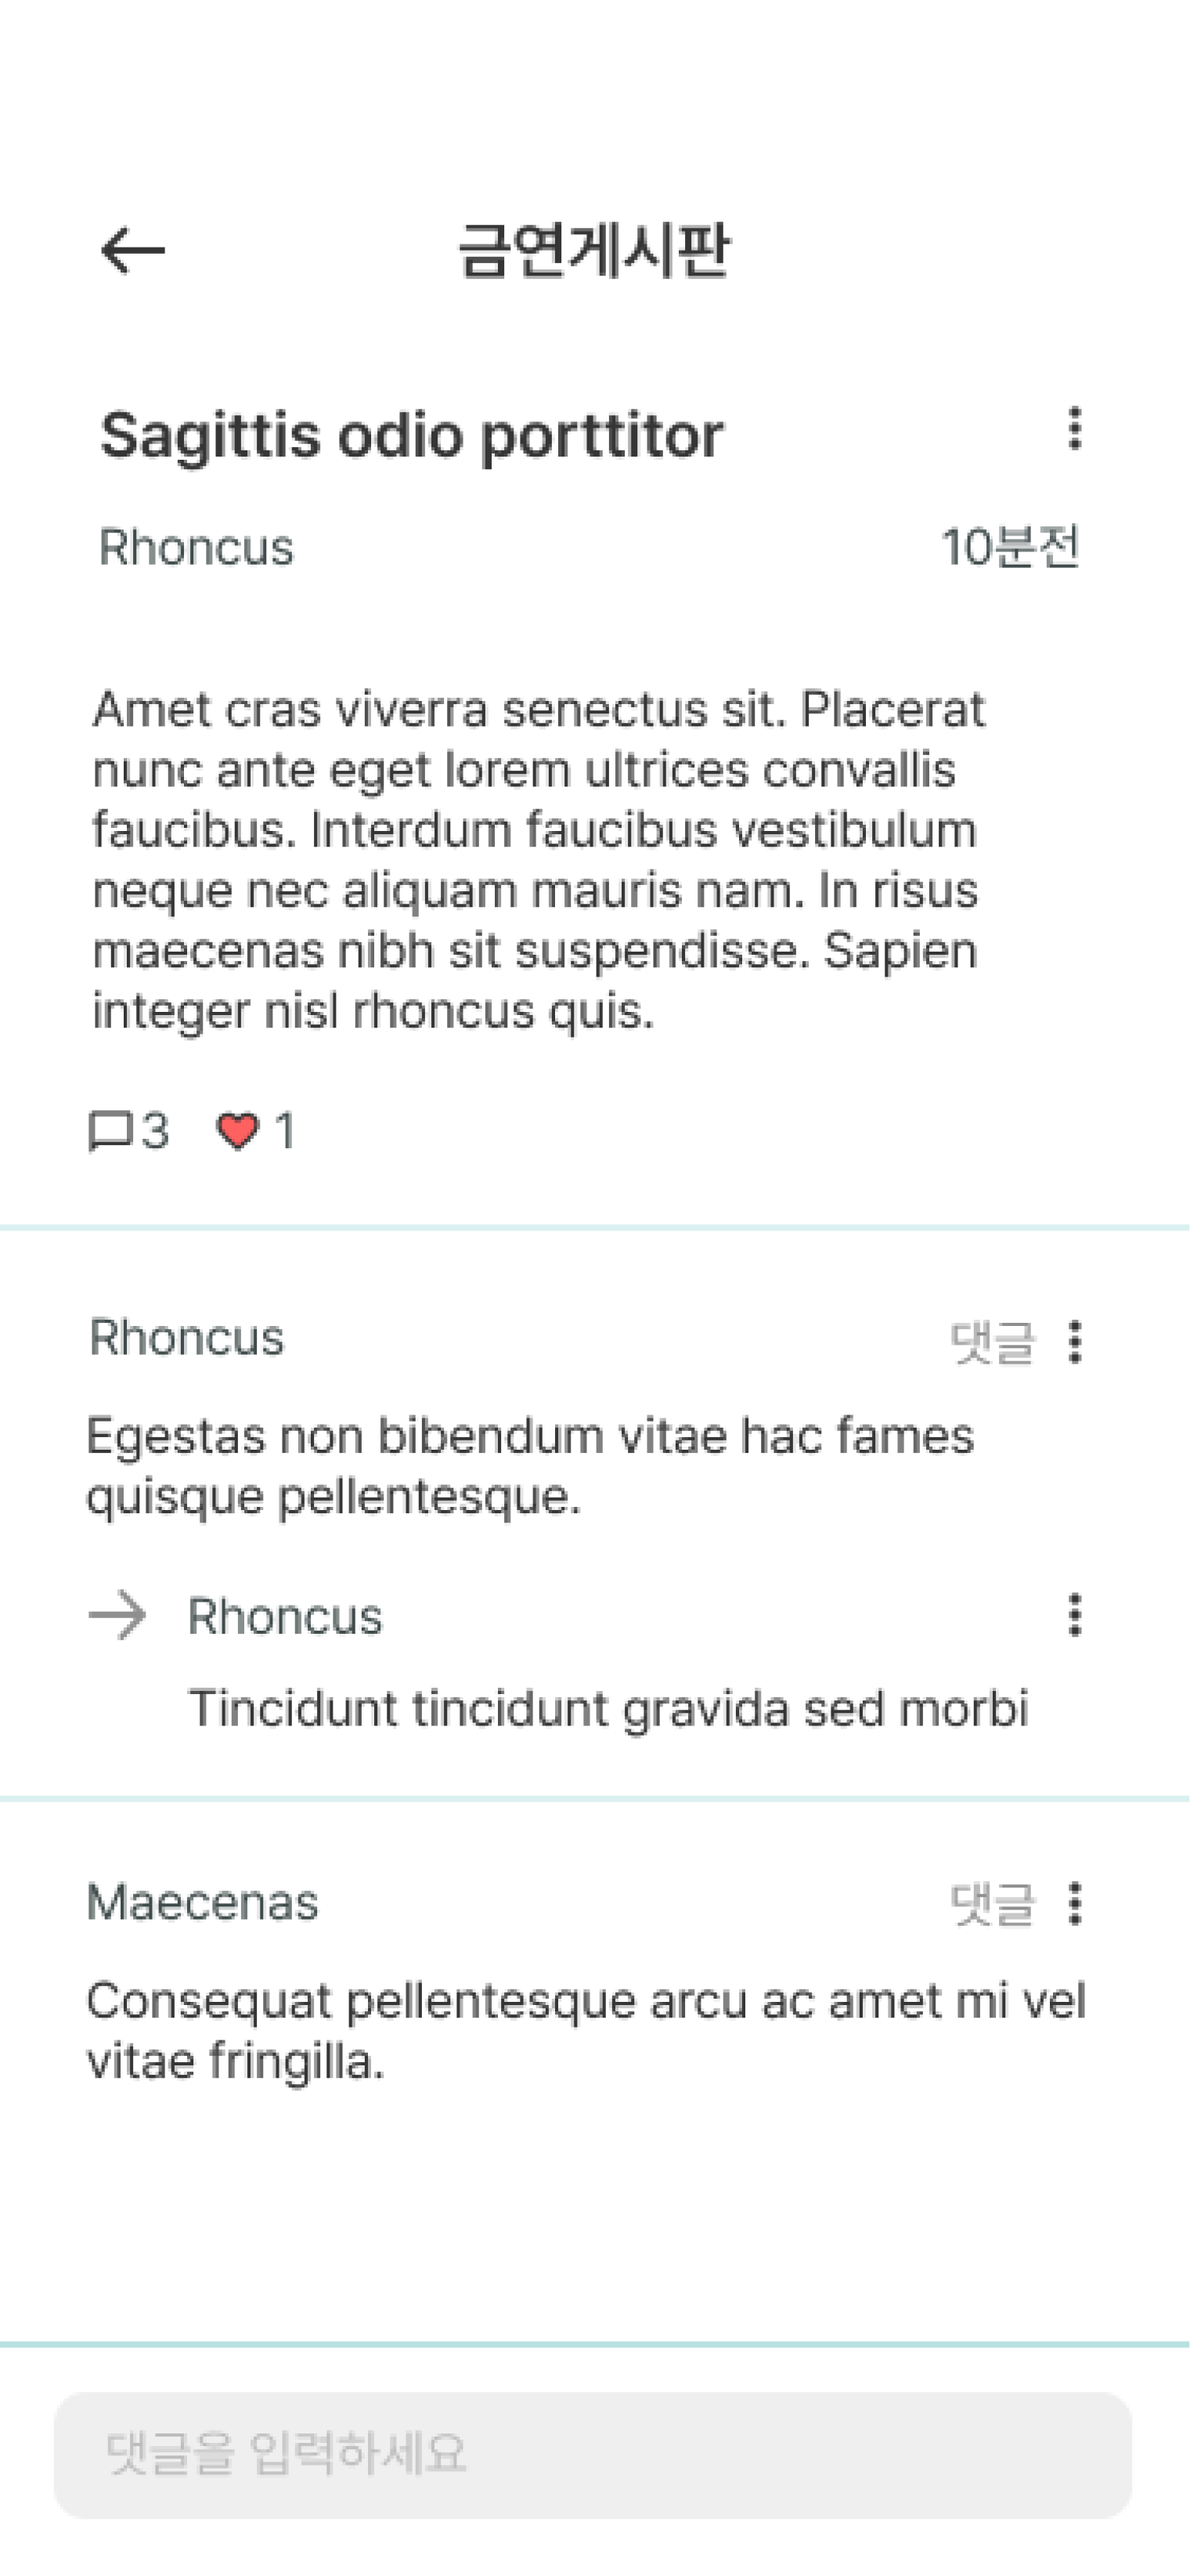 금연게시판
Sagittis odio porttitor
Rhoncus 10분전
Amet cras viverra senectus sit. Placerat
nunc ante eget lorem ultrices convallis
faucibus. Interdum faucibus vestibulum
neque nec aliquam mauris nam. In risus
maecenas nibh sit suspendisse. Sapien
integer nisl rhoncus quis.
3 1
Rhoncus 댓글
Egestas non bibendum vitae hac fames
quisque pellentesque.
Rhoncus
Tincidunt tincidunt gravida sed morbi
Maecenas 댓글
Consequat pellentesque arcu ac amet mi vel
vitae fringilla.
댓글을 입력하세요